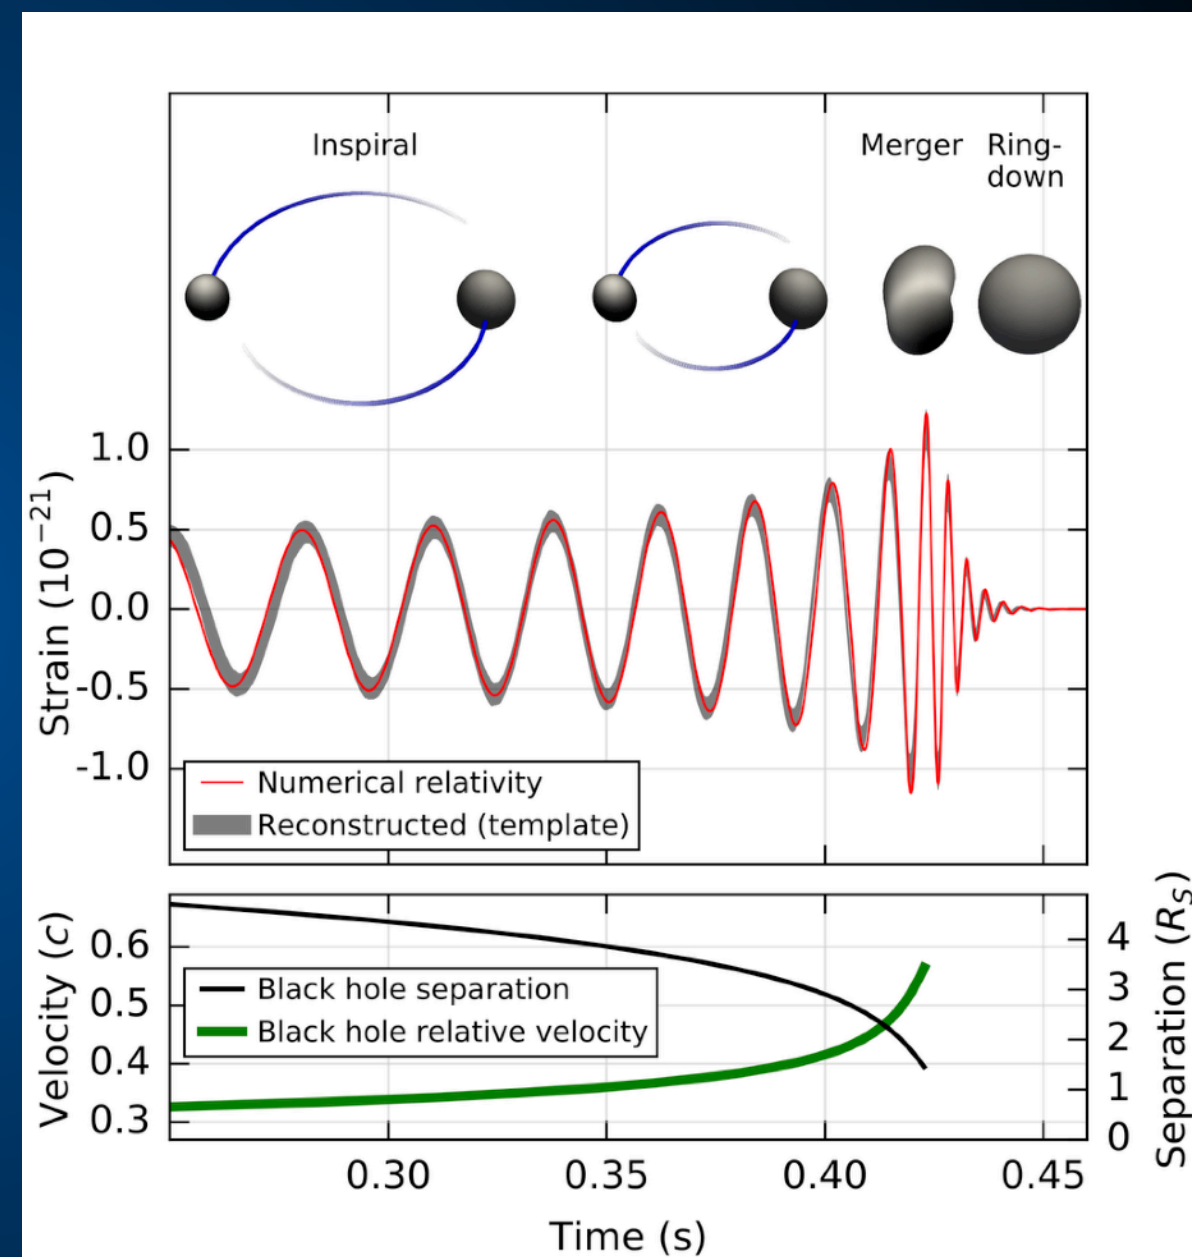 Inspiral
Merger
Ring-
down
Strain (10⁻²¹)
1.0
0.5
0.0
-0.5
-1.0
Numerical relativity
Reconstructed (template)
Velocity (c)
0.6
0.5
0.4
0.3
Black hole separation
Black hole relative velocity
Separation (R_S)
4
3
2
1
0
0.30 0.35 0.40 0.45
Time (s)